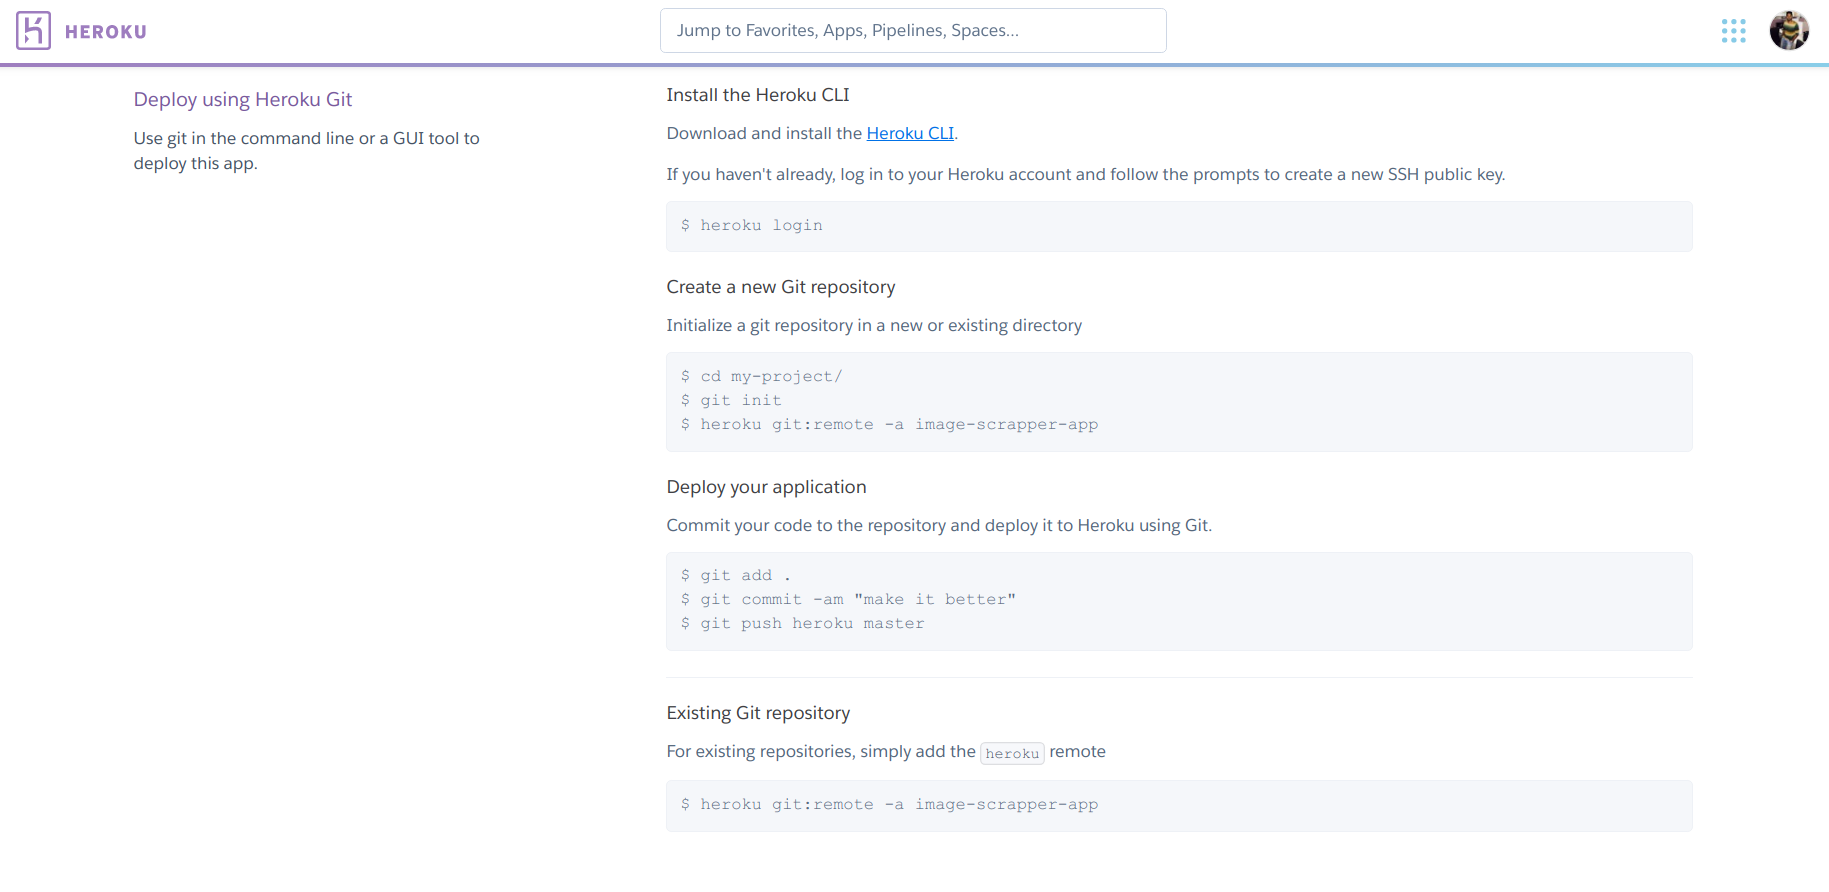 HEROKU
Jump to Favorites, Apps, Pipelines, Spaces...
Deploy using Heroku Git
Use git in the command line or a GUI tool to
deploy this app.
Install the Heroku CLI
Download and install the Heroku CLI.
If you haven't already, log in to your Heroku account and follow the prompts to create a new SSH public key.
$ heroku login
Create a new Git repository
Initialize a git repository in a new or existing directory
$ cd my-project/
$ git init
$ heroku git:remote -a image-scrapper-app
Deploy your application
Commit your code to the repository and deploy it to Heroku using Git.
$ git add .
$ git commit -am "make it better"
$ git push heroku master
Existing Git repository
For existing repositories, simply add the heroku remote
$ heroku git:remote -a image-scrapper-app